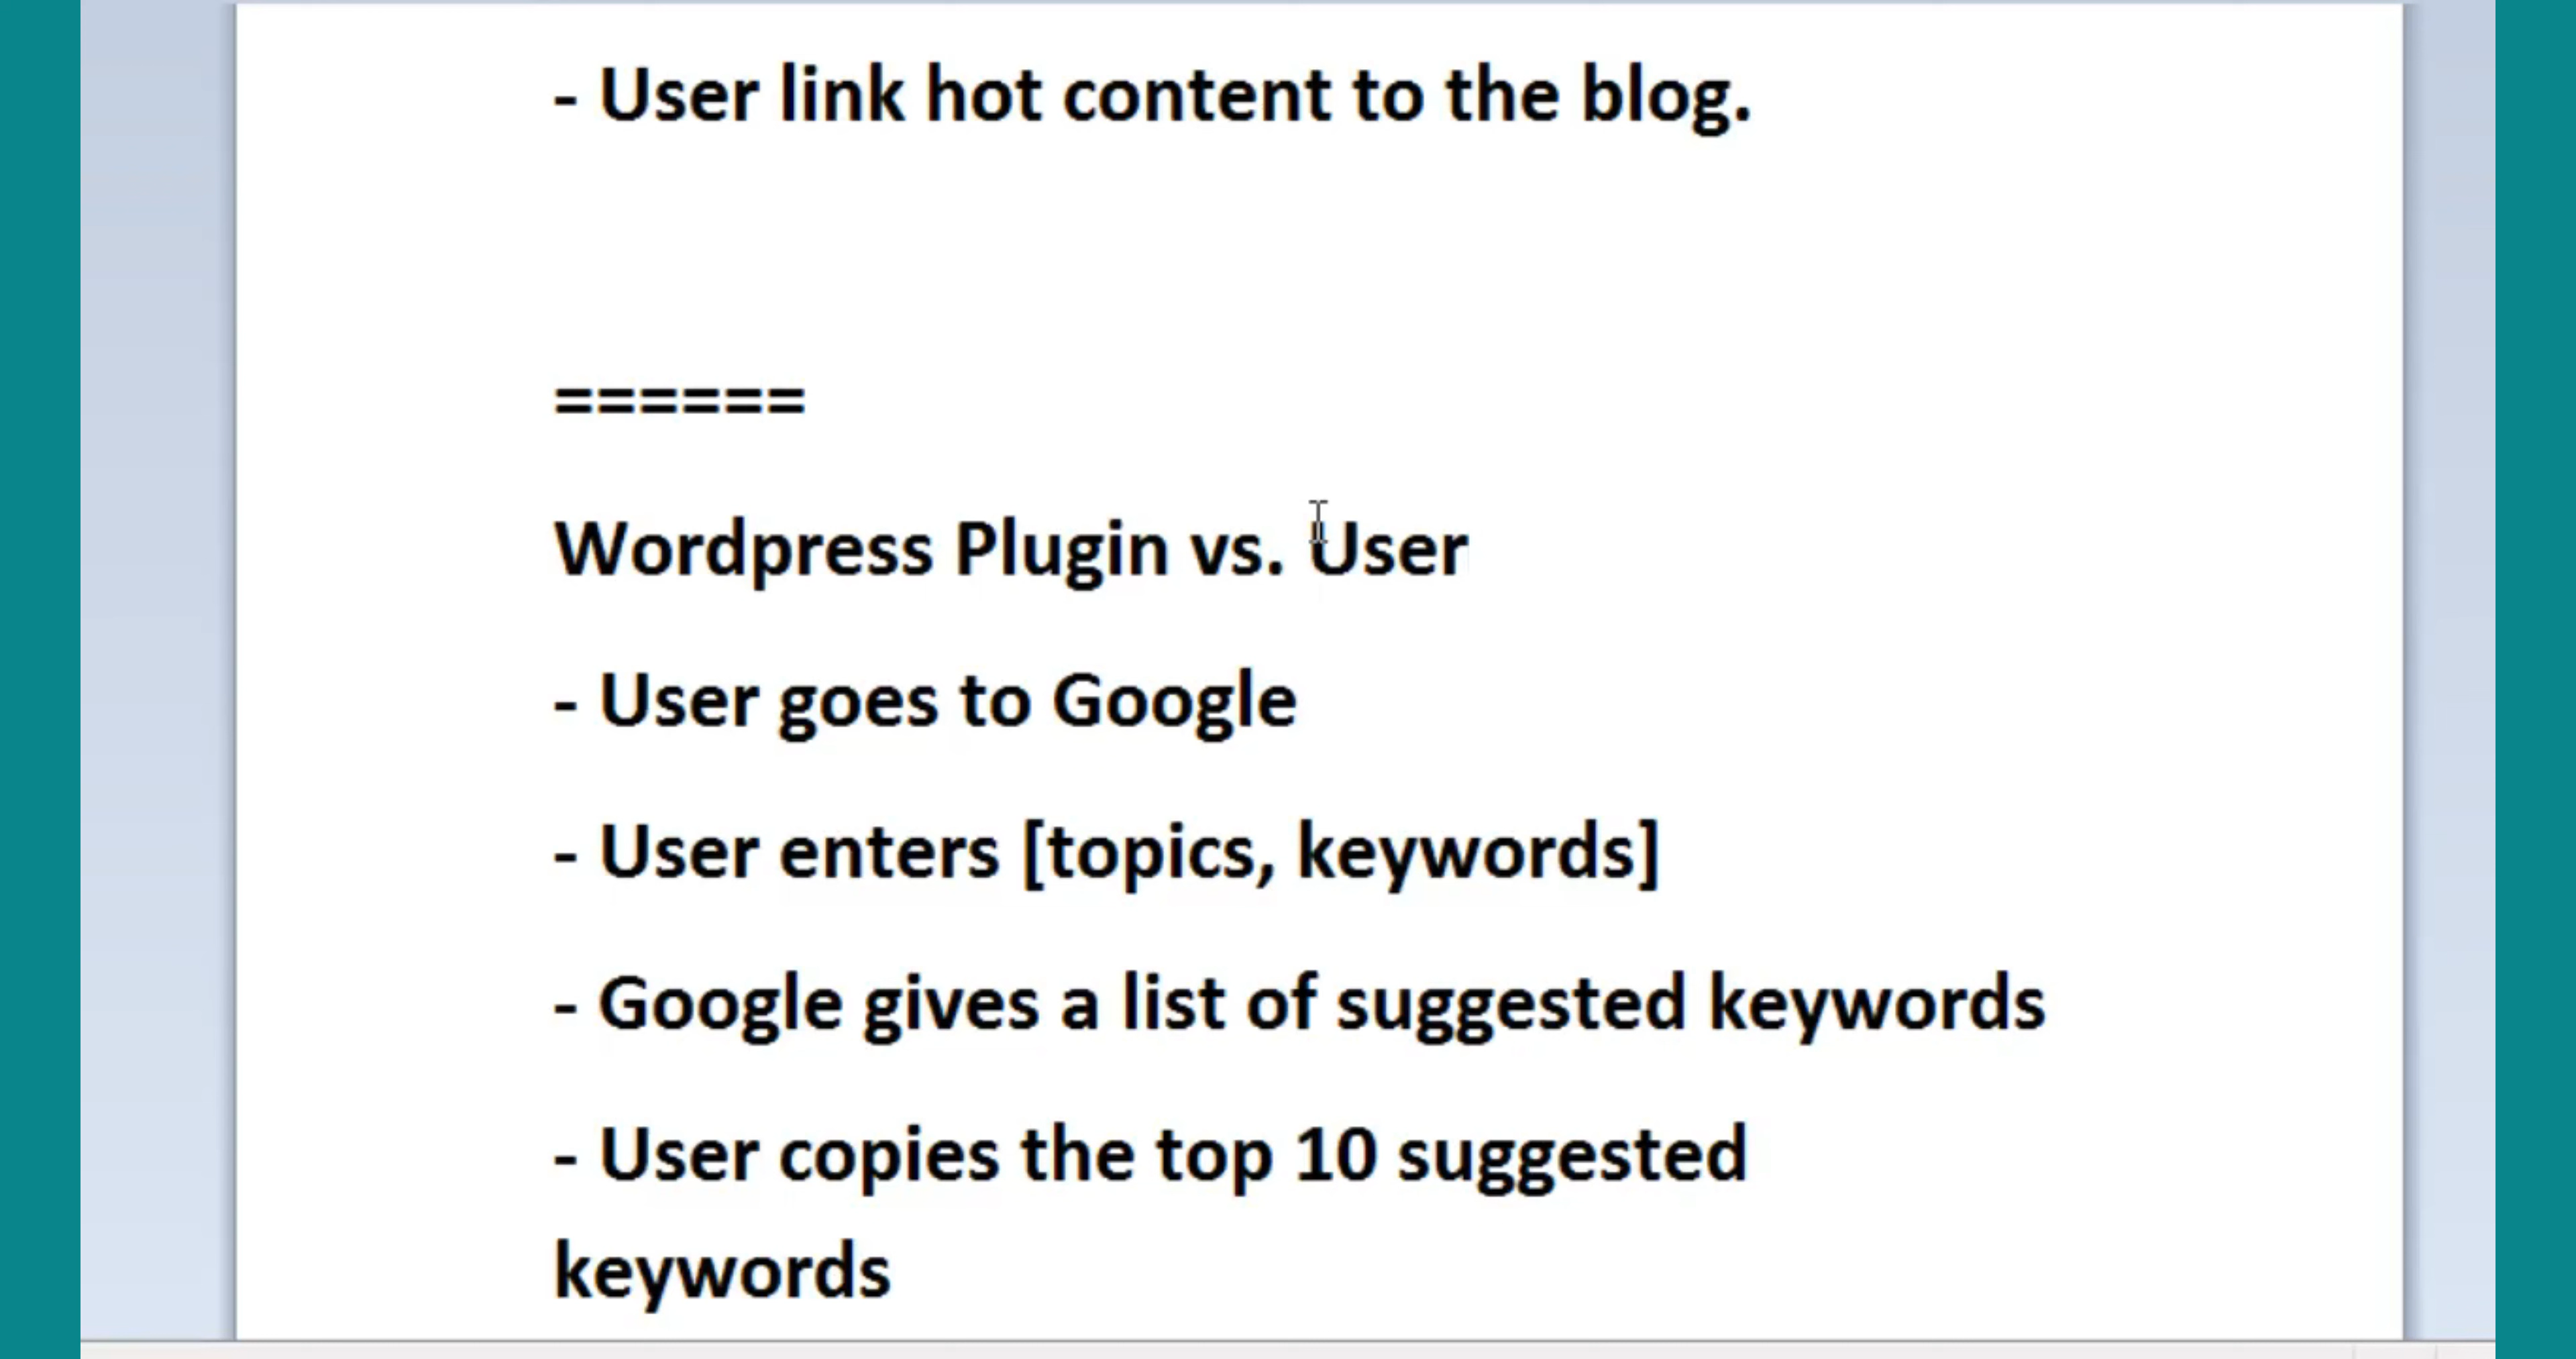 - User link hot content to the blog.
======
Wordpress Plugin vs. User
- User goes to Google
- User enters [topics, keywords]
- Google gives a list of suggested keywords
- User copies the top 10 suggested
keywords